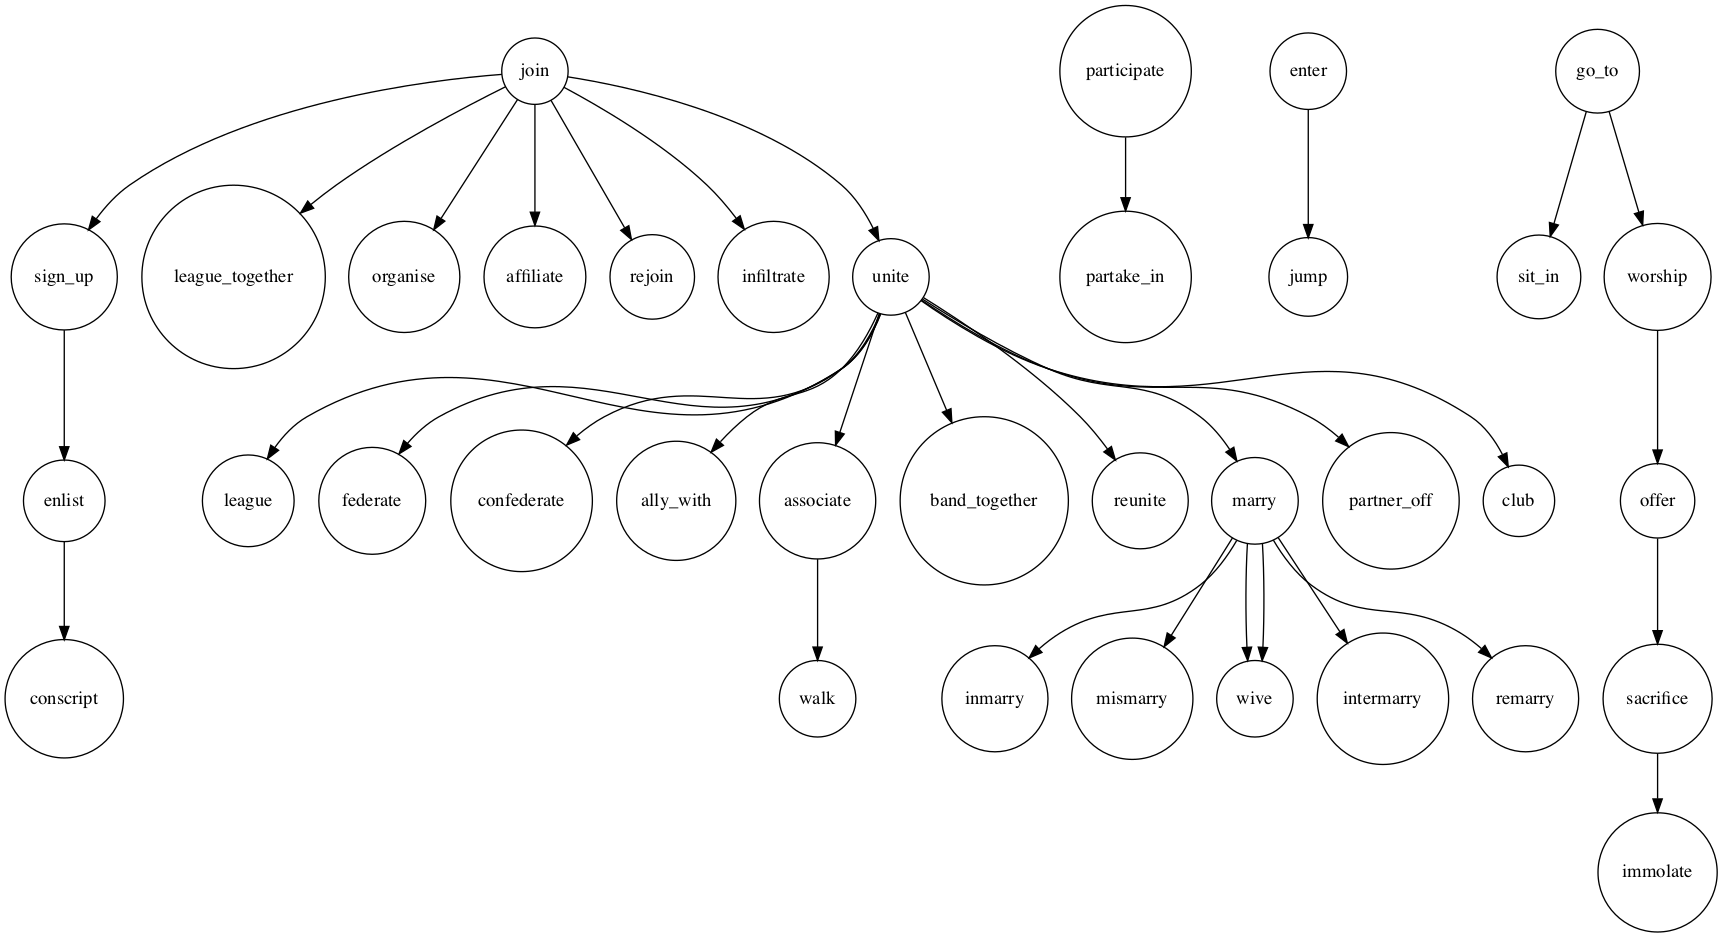 join
participate
enter
go_to
sign_up
league_together
organise
affiliate
rejoin
infiltrate
unite
partake_in
jump
sit_in
worship
enlist
league
federate
confederate
ally_with
associate
band_together
reunite
marry
partner_off
club
offer
conscript
walk
inmarry
mismarry
wive
intermarry
remarry
sacrifice
immolate